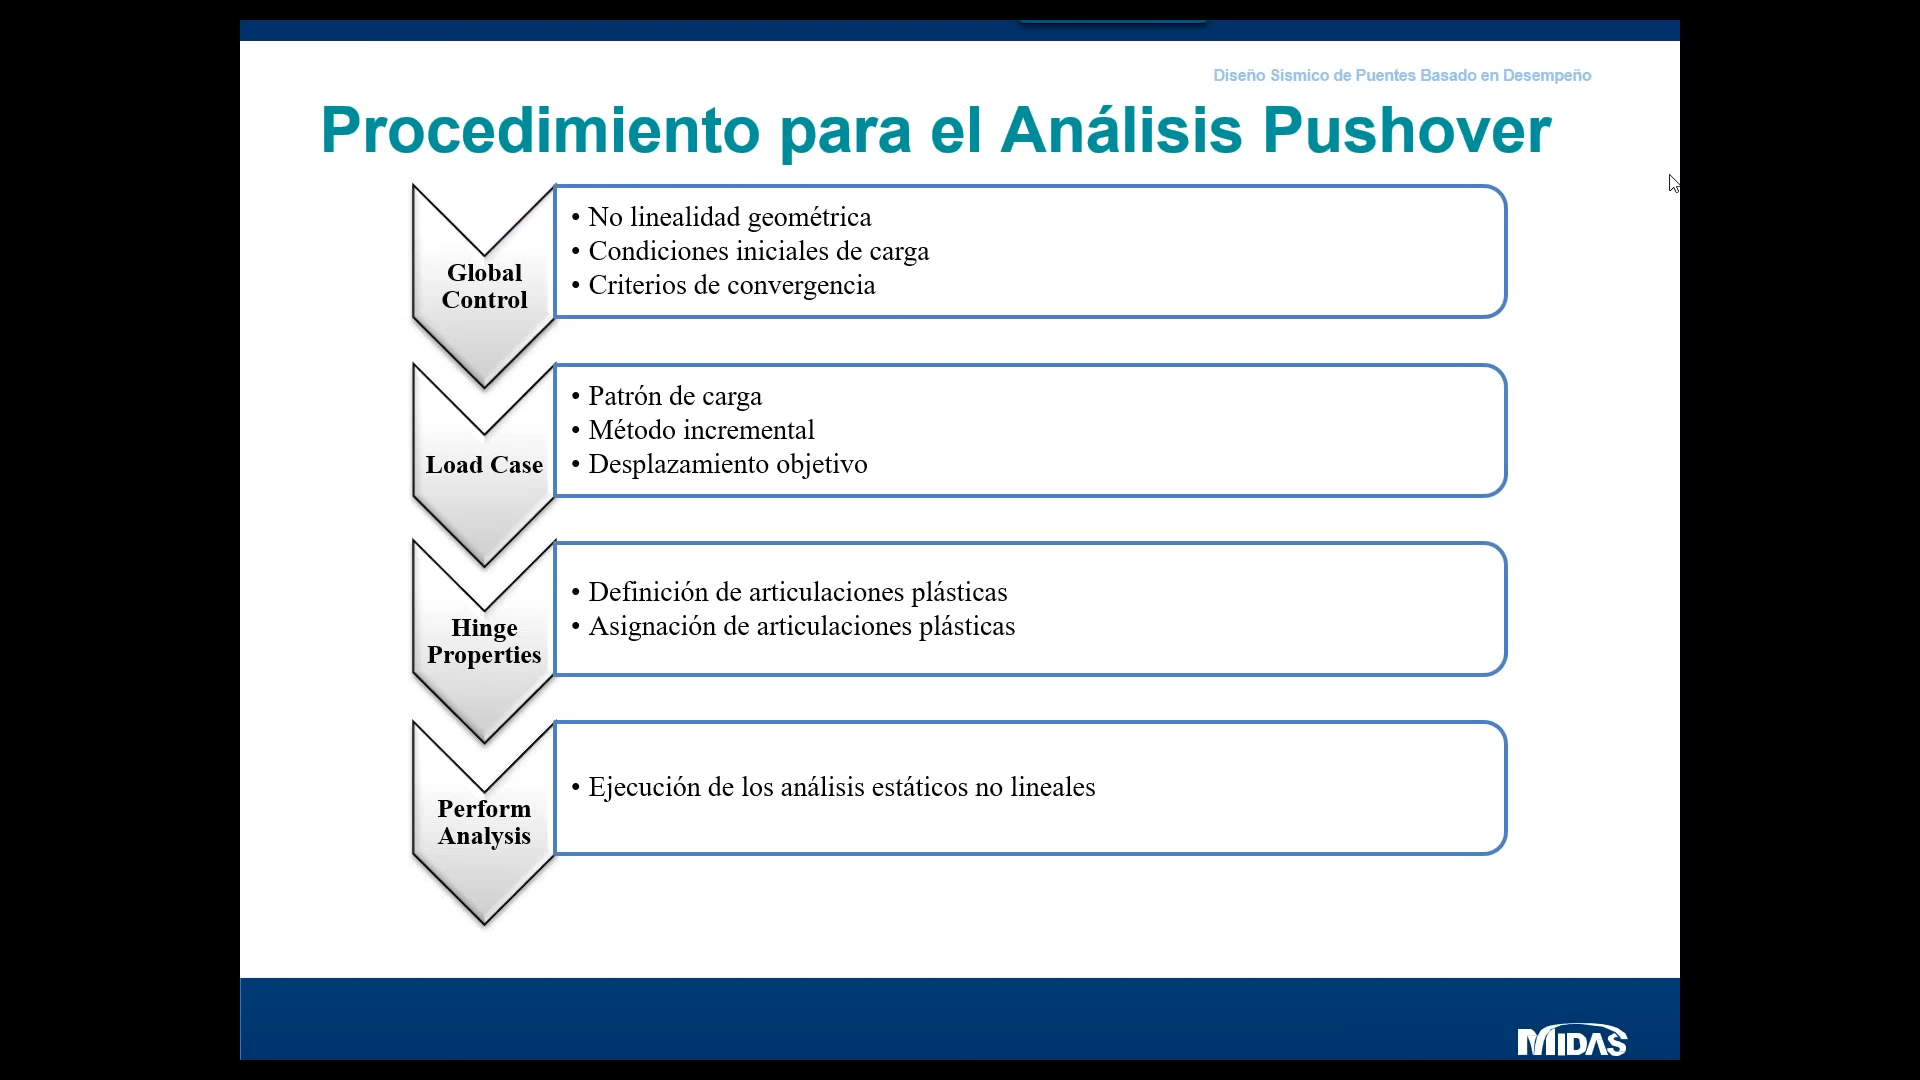 Diseño Sísmico de Puentes Basado en Desempeño
Procedimiento para el Análisis Pushover
Global
Control
• No linealidad geométrica
• Condiciones iniciales de carga
• Criterios de convergencia
Load Case
• Patrón de carga
• Método incremental
• Desplazamiento objetivo
Hinge
Properties
• Definición de articulaciones plásticas
• Asignación de articulaciones plásticas
Perform
Analysis
• Ejecución de los análisis estáticos no lineales
MIDAS